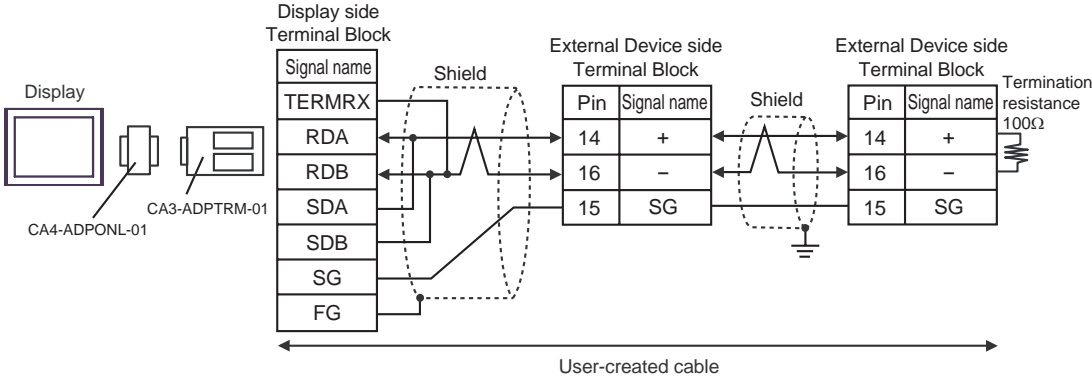 Display side
Terminal Block
Signal name
TERMRX
RDA
RDB
SDA
SDB
SG
FG
Display
CA4-ADPONL-01
CA3-ADPTRM-01
Shield
External Device side
Terminal Block
Pin Signal name
14 +
16 −
15 SG
Shield
External Device side
Terminal Block
Pin Signal name
14 +
16 −
15 SG
Termination
resistance
100Ω
User-created cable